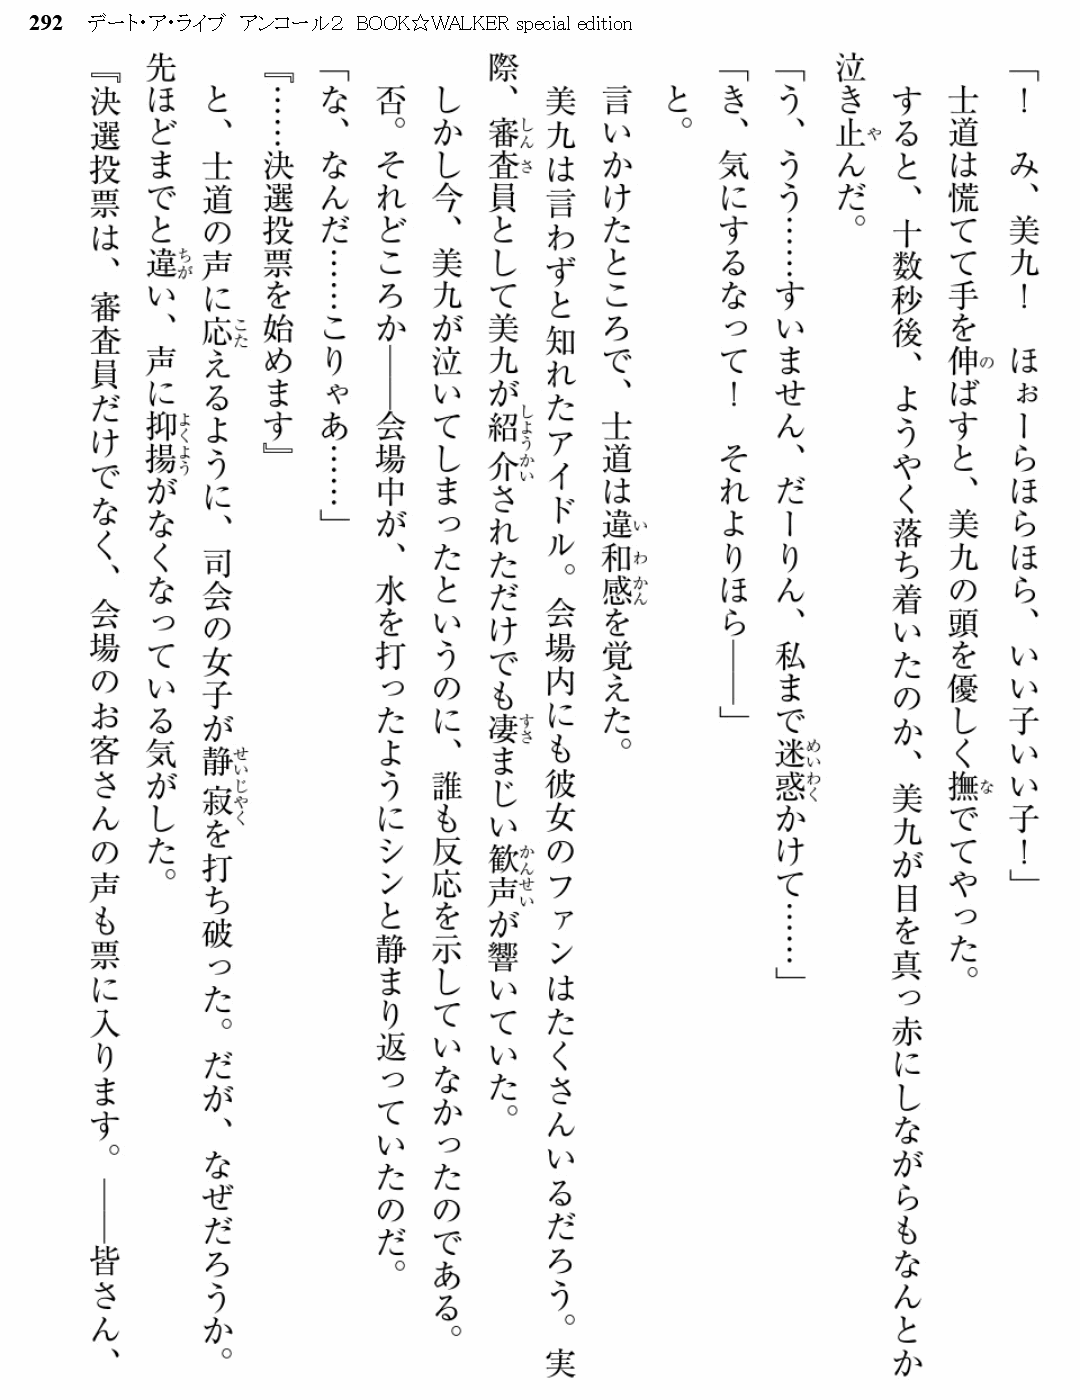 292 デート・ア・ライブ アンコール２ BOOK☆WALKER special edition
「！　み、美九！　ほぉーらほらほら、いい子いい子！」
士道は慌てて手を伸ばすと、美九の頭を優しく撫でてやった。
すると、十数秒後、ようやく落ち着いたのか、美九が目を真っ赤にしながらもなんとか
泣き止んだ。
「う、うう……すいません、だーりん、私まで迷惑かけて……」
「き、気にするなって！　それよりほら――」
と。
言いかけたところで、士道は違和感を覚えた。
美九は言わずと知れたアイドル。会場内にも彼女のファンはたくさんいるだろう。実
際、審査員として美九が紹介されただけでも凄まじい歓声が響いていた。
しかし今、美九が泣いてしまったというのに、誰も反応を示していなかったのである。
否。それどころか――会場中が、水を打ったようにシンと静まり返っていたのだ。
「な、なんだ……こりゃあ……」
『……決選投票を始めます』
と、士道の声に応えるように、司会の女子が静寂を打ち破った。だが、なぜだろうか。
先ほどまでと違い、声に抑揚がなくなっている気がした。
『決選投票は、審査員だけでなく、会場のお客さんの声も票に入ります。――皆さん、